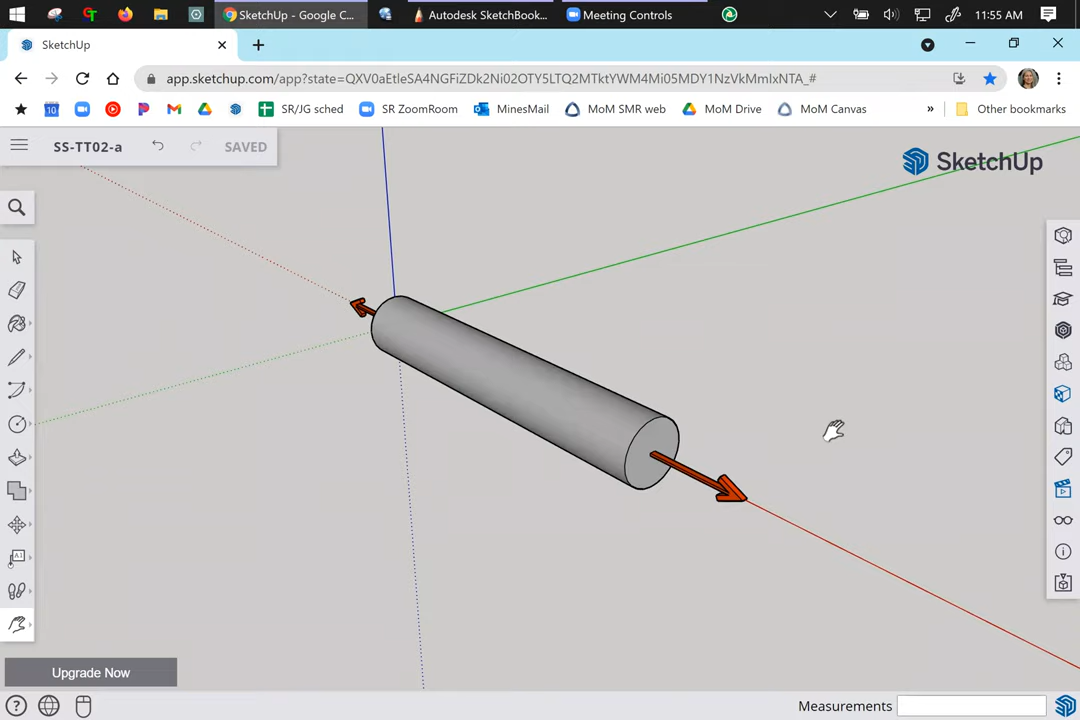 SketchUp - Google C...
Autodesk SketchBook...
Meeting Controls
11:55 AM
SketchUp
app.sketchup.com/app?state=QXV0aEtleSA4NGFiZDk2Ni02OTY5LTQ2MTktYWM4Mi05MDY1NzVkMmIxNTA_#
10
SR/JG sched
SR ZoomRoom
MinesMail
MoM SMR web
MoM Drive
MoM Canvas
»
Other bookmarks
SS-TT02-a
SAVED
SketchUp
Upgrade Now
Measurements